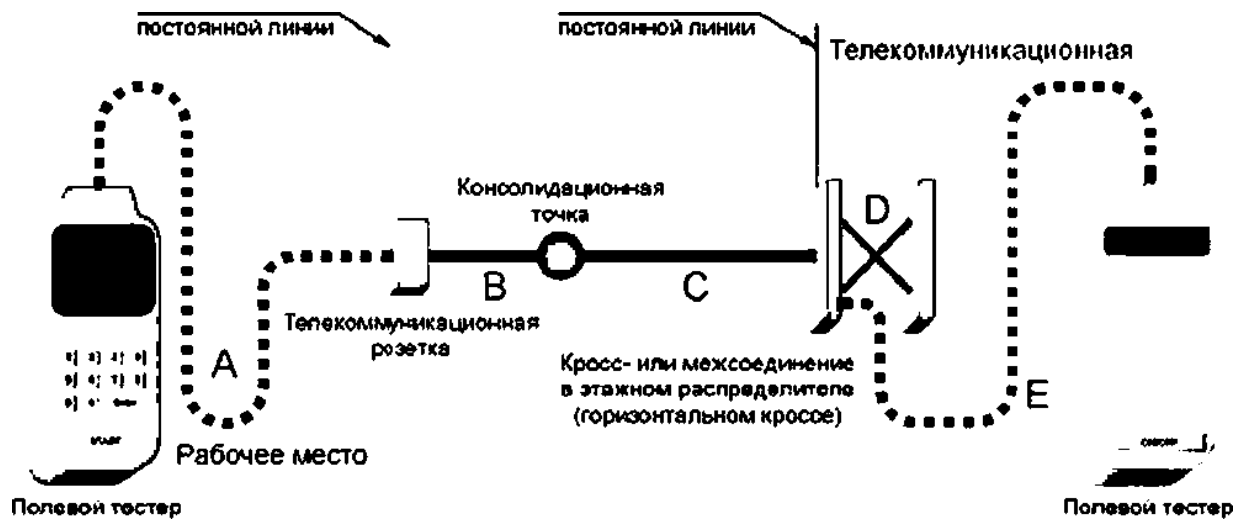 постоянной линии
постоянной линии
Телекоммуникационная
Консолидационная
точка
D
B
C
Телекоммуникационная
розетка
A
Кросс- или межсоединение
в этажном распределителе
(горизонтальном кроссе)
E
Рабочее место
Полевой тестер
Полевой тестер